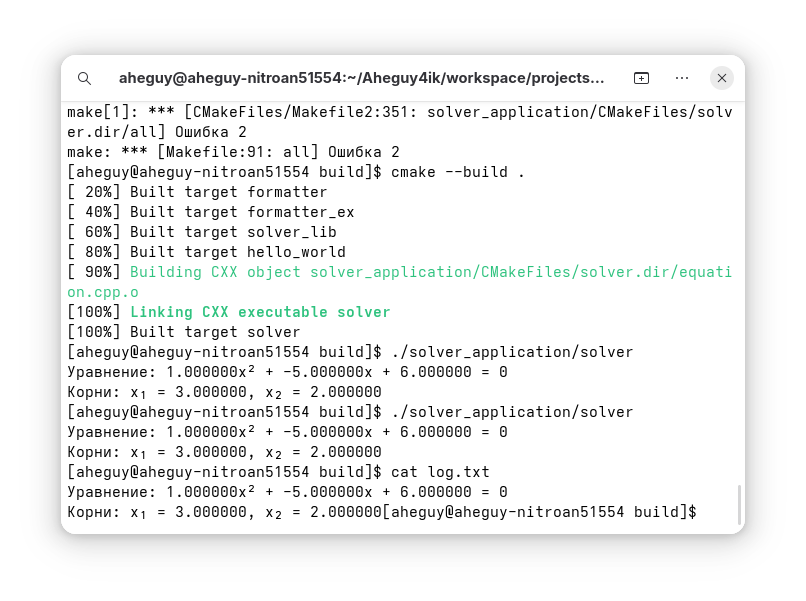 aheguy@aheguy-nitroan51554:~/Aheguy4ik/workspace/projects...
make[1]: *** [CMakeFiles/Makefile2:351: solver_application/CMakeFiles/solv
er.dir/all] Ошибка 2
make: *** [Makefile:91: all] Ошибка 2
[aheguy@aheguy-nitroan51554 build]$ cmake --build .
[ 20%] Built target formatter
[ 40%] Built target formatter_ex
[ 60%] Built target solver_lib
[ 80%] Built target hello_world
[ 90%] Building CXX object solver_application/CMakeFiles/solver.dir/equati
on.cpp.o
[100%] Linking CXX executable solver
[100%] Built target solver
[aheguy@aheguy-nitroan51554 build]$ ./solver_application/solver
Уравнение: 1.000000x² + -5.000000x + 6.000000 = 0
Корни: x₁ = 3.000000, x₂ = 2.000000
[aheguy@aheguy-nitroan51554 build]$ ./solver_application/solver
Уравнение: 1.000000x² + -5.000000x + 6.000000 = 0
Корни: x₁ = 3.000000, x₂ = 2.000000
[aheguy@aheguy-nitroan51554 build]$ cat log.txt
Уравнение: 1.000000x² + -5.000000x + 6.000000 = 0
Корни: x₁ = 3.000000, x₂ = 2.000000[aheguy@aheguy-nitroan51554 build]$